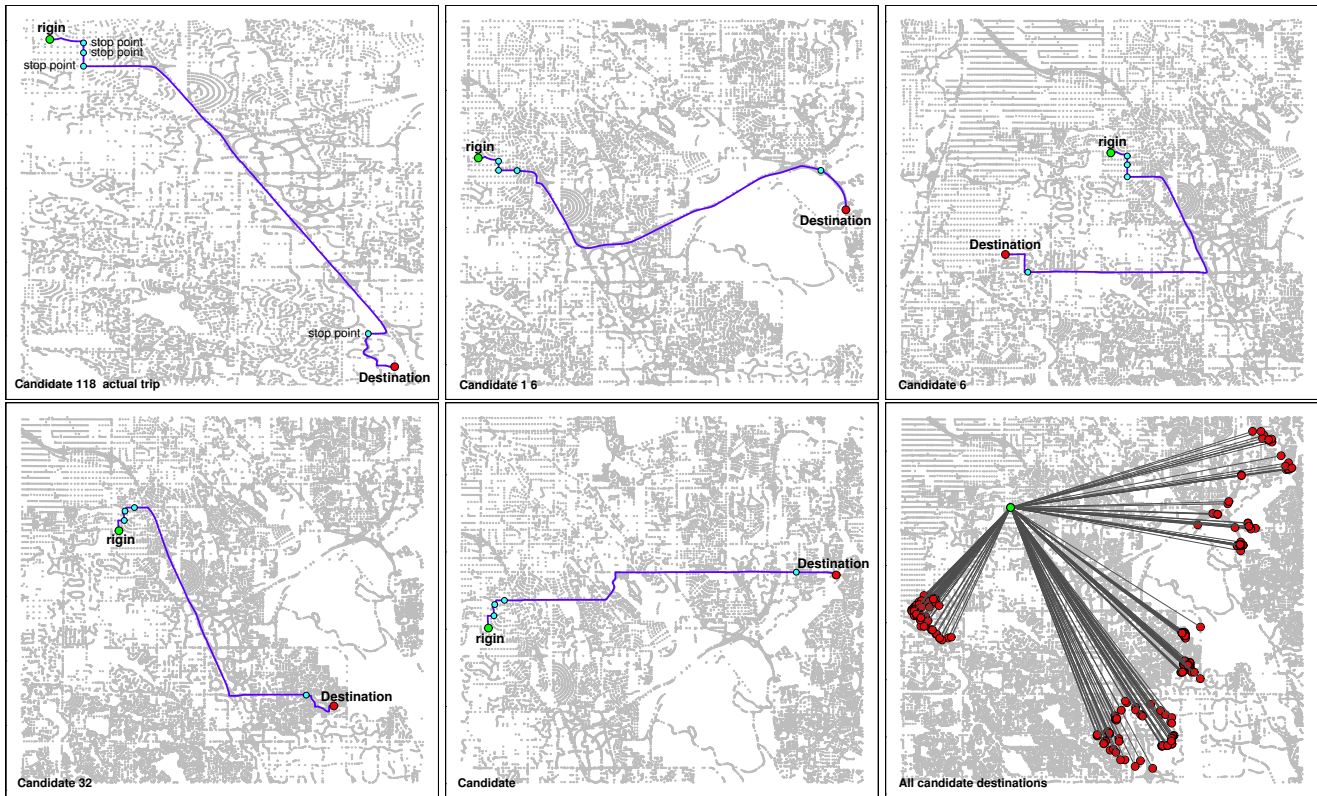 rigin
stop point
stop point
stop point
stop point
Destination
Candidate 118 actual trip
rigin
Destination
Candidate 1 6
rigin
Destination
Candidate 6
rigin
Destination
Candidate 32
Destination
rigin
Candidate
All candidate destinations